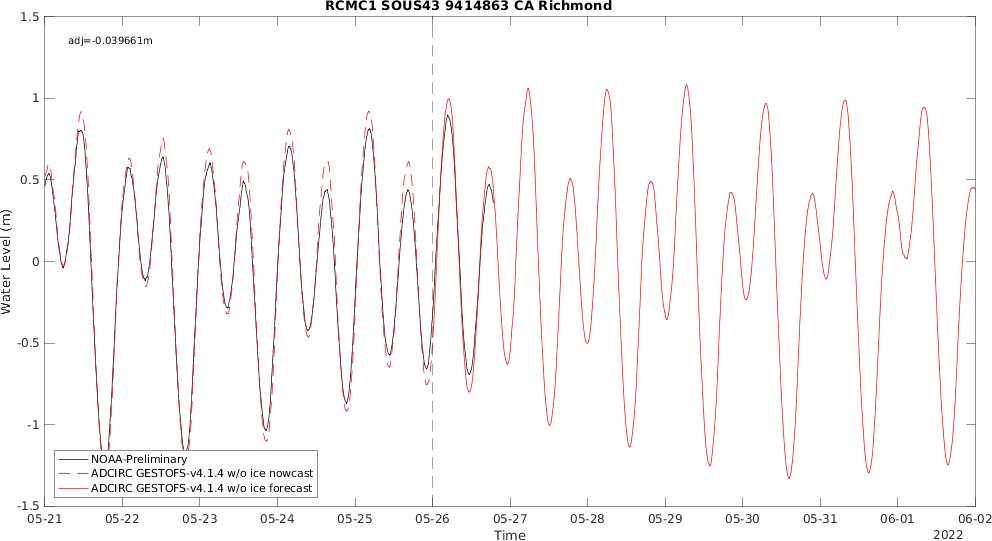 RCMC1 SOUS43 9414863 CA Richmond
1.5
adj=-0.039661m
1
0.5
0
-0.5
-1
-1.5
Water Level (m)
NOAA-Preliminary
ADCIRC GESTOFS-v4.1.4 w/o ice nowcast
ADCIRC GESTOFS-v4.1.4 w/o ice forecast
05-21 05-22 05-23 05-24 05-25 05-26 05-27 05-28 05-29 05-30 05-31 06-01 06-02
Time
2022